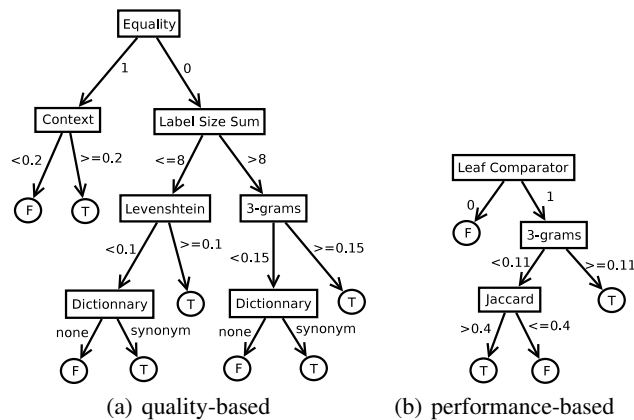 Equality
1
0
Context
Label Size Sum
<0.2
>=0.2
<=8
>8
Leaf Comparator
F
T
Levenshtein
3-grams
0
1
F
3-grams
<0.1
>=0.1
<0.15
>=0.15
<0.11
>=0.11
Dictionnary
T
Dictionnary
T
Jaccard
T
none
synonym
none
synonym
>0.4
<=0.4
F
T
F
T
T
F
(a) quality-based
(b) performance-based